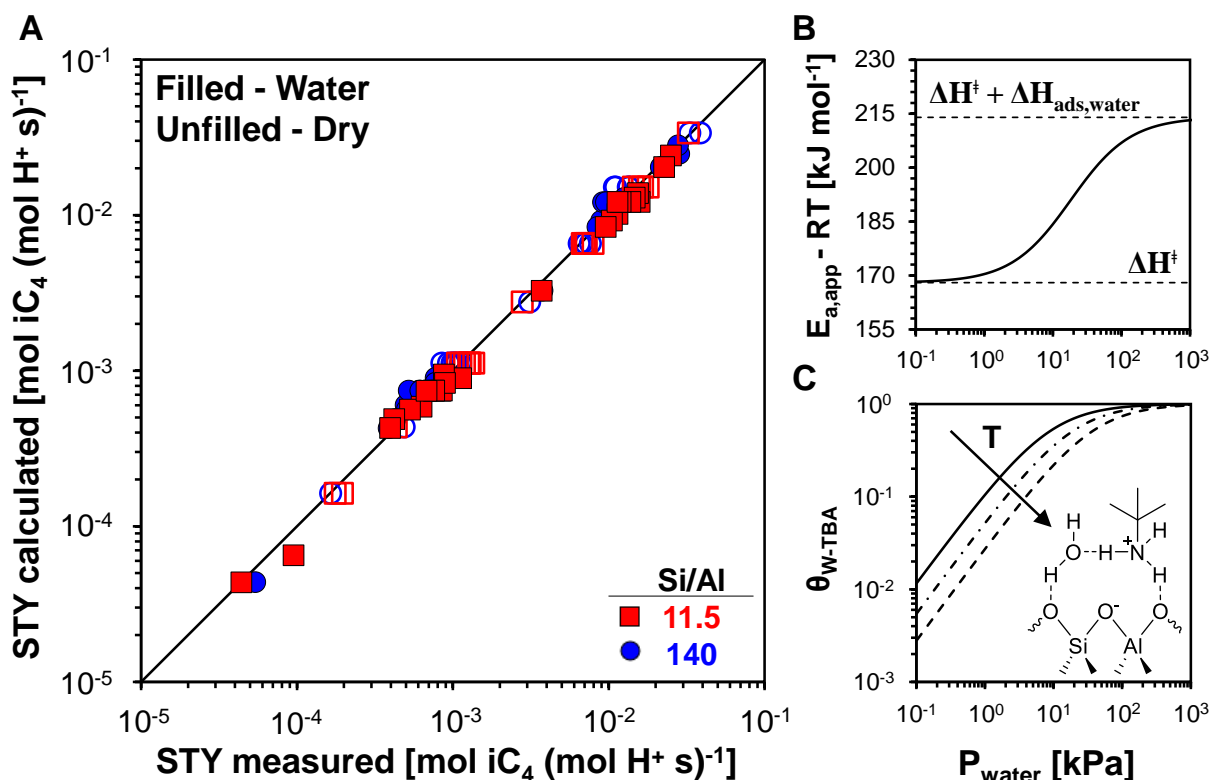 A
STY calculated [mol iC₄ (mol H⁺ s)⁻¹]
10⁻¹
10⁻²
10⁻³
10⁻⁴
10⁻⁵
Filled - Water
Unfilled - Dry
Si/Al
11.5
140
10⁻⁵ 10⁻⁴ 10⁻³ 10⁻² 10⁻¹
STY measured [mol iC₄ (mol H⁺ s)⁻¹]
B
E_a,app - RT [kJ mol⁻¹]
230
215
200
185
170
155
ΔH‡ + ΔH_ads,water
ΔH‡
10⁻¹ 10⁰ 10¹ 10² 10³
C
θ_W-TBA
10⁰
10⁻¹
10⁻²
10⁻³
T
H
O H N⁺ H
H H
O O⁻ O
Si Al
10⁻¹ 10⁰ 10¹ 10² 10³
P_water [kPa]